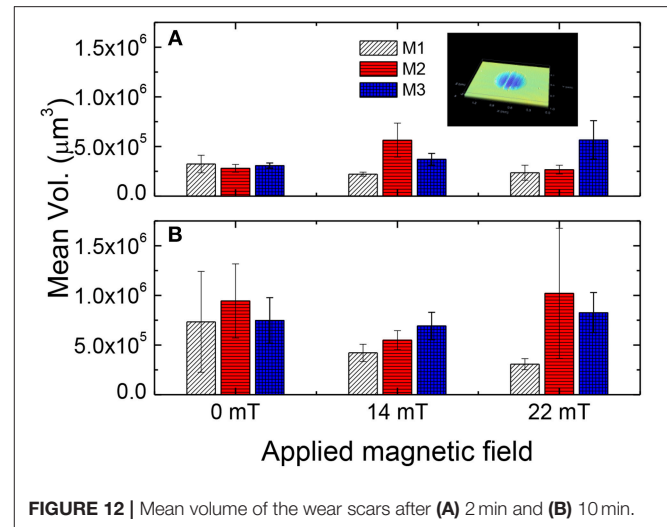 A
M1
M2
M3
1.5x10⁶
1.0x10⁶
5.0x10⁵
0.0
B
1.5x10⁶
1.0x10⁶
5.0x10⁵
0.0
Mean Vol. (μm³)
0 mT 14 mT 22 mT
Applied magnetic field
FIGURE 12 | Mean volume of the wear scars after (A) 2 min and (B) 10 min.